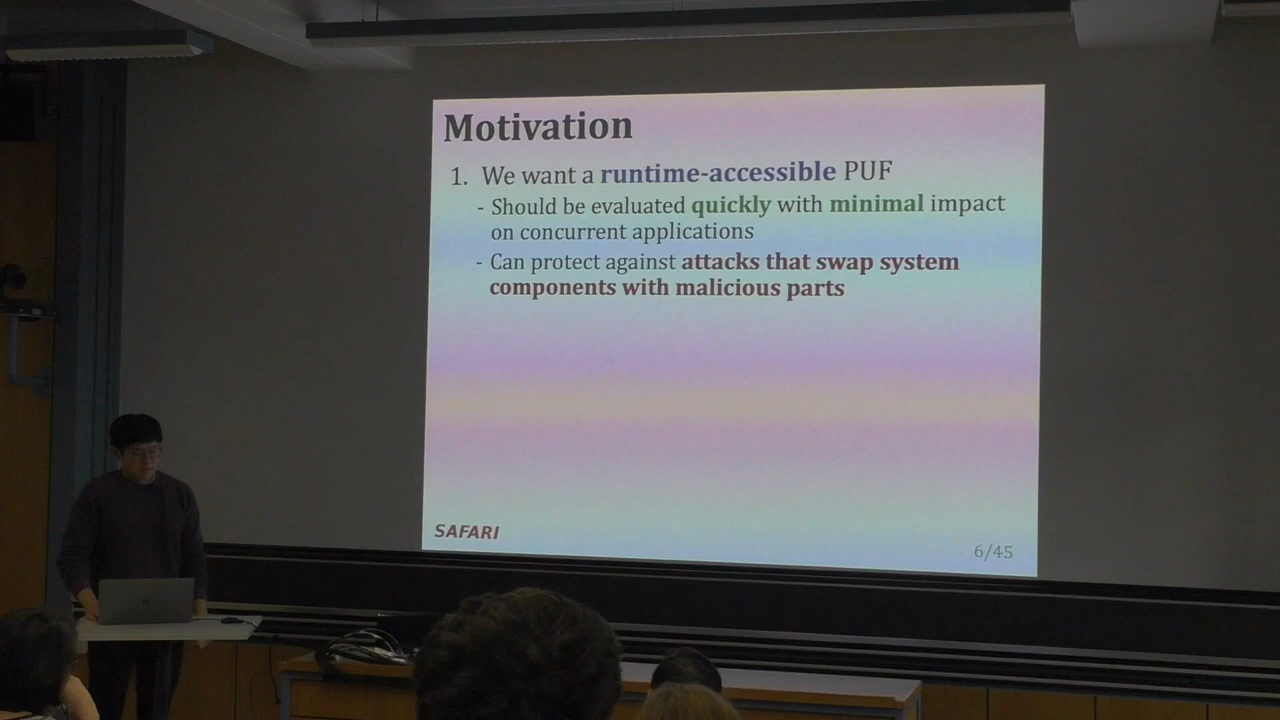 Motivation
1. We want a runtime-accessible PUF
- Should be evaluated quickly with minimal impact
on concurrent applications
- Can protect against attacks that swap system
components with malicious parts
SAFARI
6/45